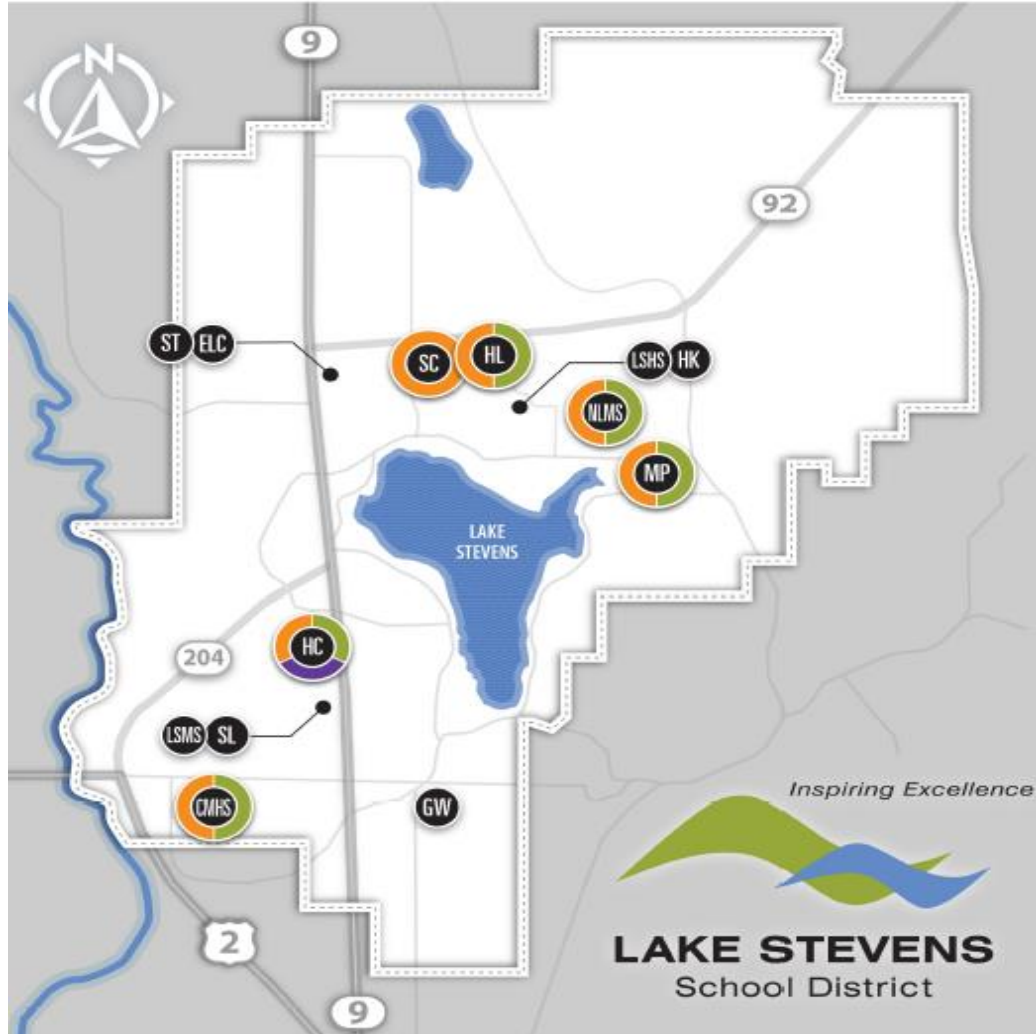 N
9
92
ST ELC
SC
HL
LSHS HK
NLMS
MP
LAKE
STEVENS
HC
204
LSMS SL
CMHS
GW
2
9
Inspiring Excellence
LAKE STEVENS
School District